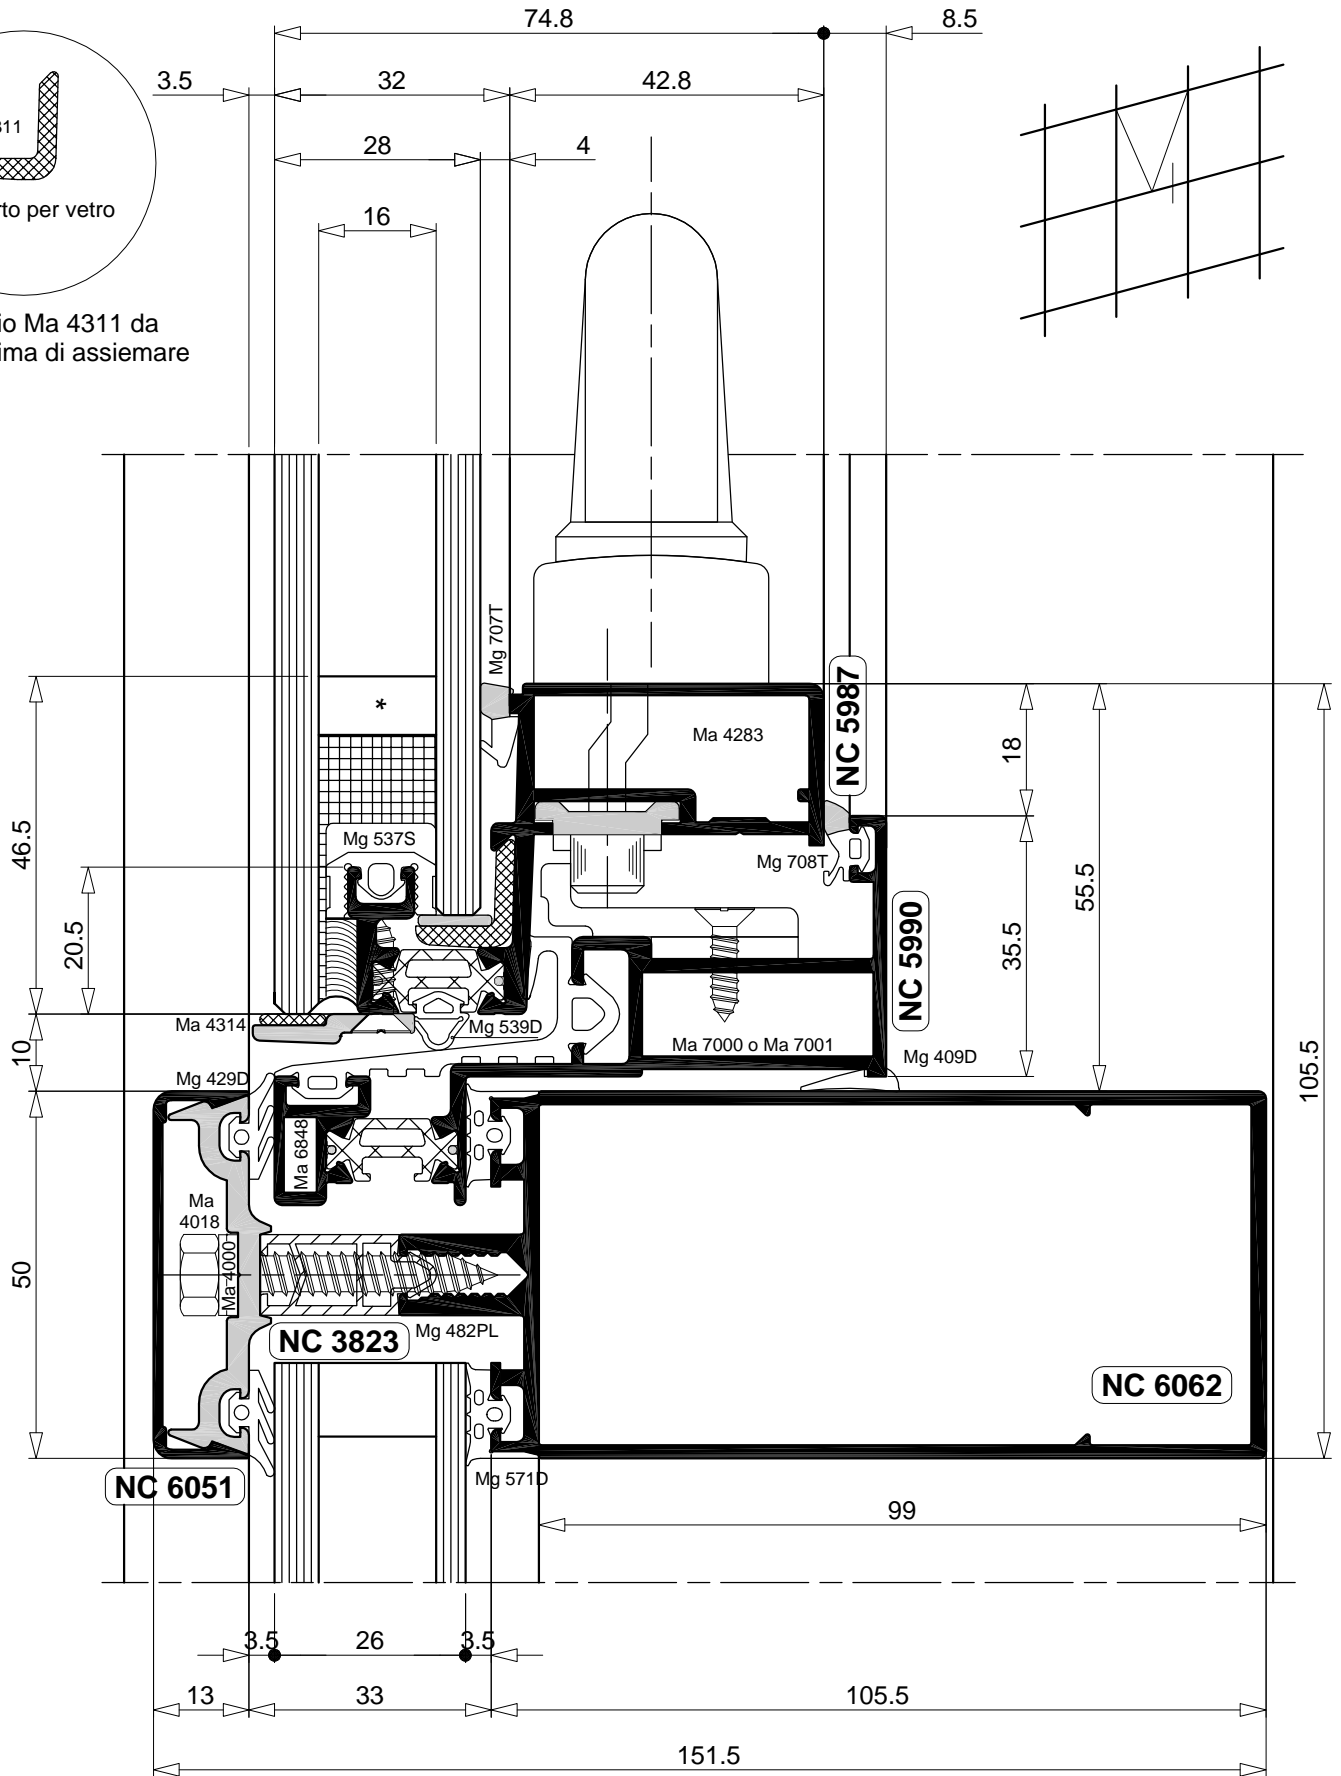 74.8
8.5
3.5
32
42.8
28
4
16
311
rto per vetro
io Ma 4311 da
ima di assiemare
Mg 707T
NC 5987
*
Ma 4283
18
46.5
Mg 537S
Mg 708T
55.5
20.5
NC 5990
35.5
Ma 4314
Mg 539D
10
Ma 7000 o Ma 7001
Mg 409D
105.5
Mg 429D
Ma 6848
Ma
4018
Ma 4000
50
NC 3823
Mg 482PL
NC 6062
NC 6051
Mg 571D
99
3.5
26
3.5
13
33
105.5
151.5